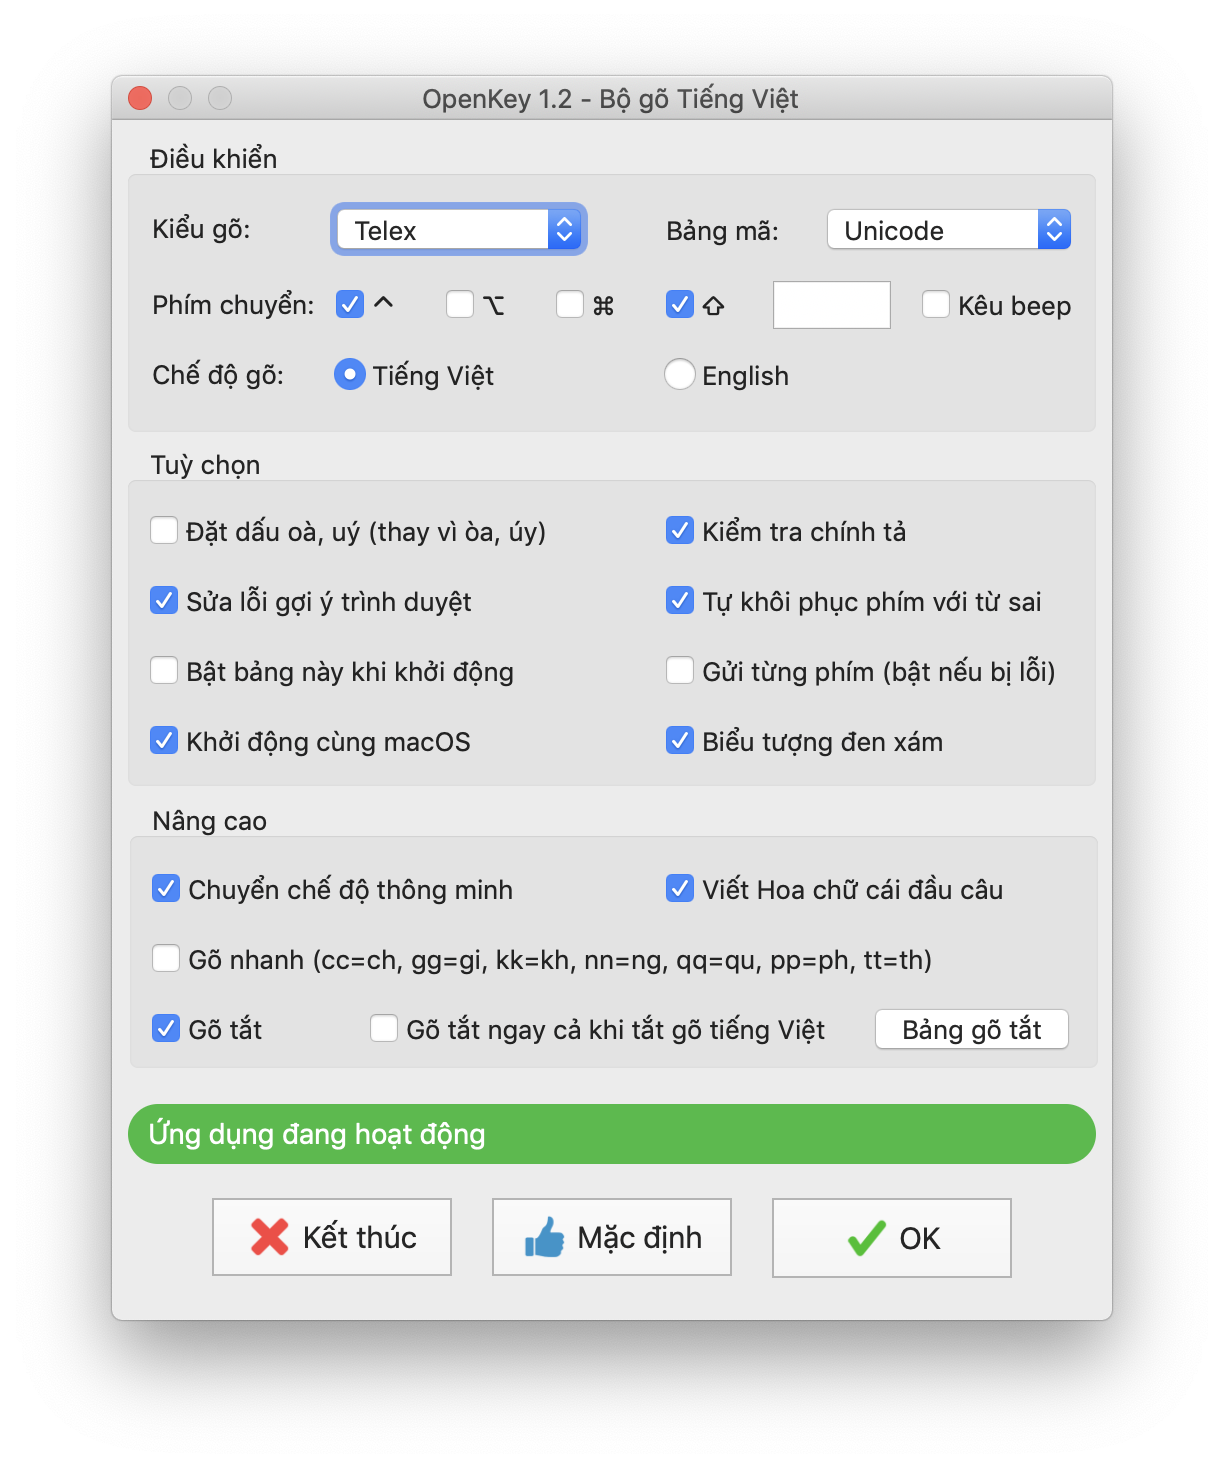 OpenKey 1.2 - Bộ gõ Tiếng Việt
Điều khiển
Kiểu gõ: Telex Bảng mã: Unicode
Phím chuyển: ^ ⌥ ⌘ ⇧ Kêu beep
Chế độ gõ: Tiếng Việt English
Tuỳ chọn
Đặt dấu oà, uý (thay vì òa, úy) Kiểm tra chính tả
Sửa lỗi gợi ý trình duyệt Tự khôi phục phím với từ sai
Bật bảng này khi khởi động Gửi từng phím (bật nếu bị lỗi)
Khởi động cùng macOS Biểu tượng đen xám
Nâng cao
Chuyển chế độ thông minh Viết Hoa chữ cái đầu câu
Gõ nhanh (cc=ch, gg=gi, kk=kh, nn=ng, qq=qu, pp=ph, tt=th)
Gõ tắt Gõ tắt ngay cả khi tắt gõ tiếng Việt Bảng gõ tắt
Ứng dụng đang hoạt động
Kết thúc Mặc định OK